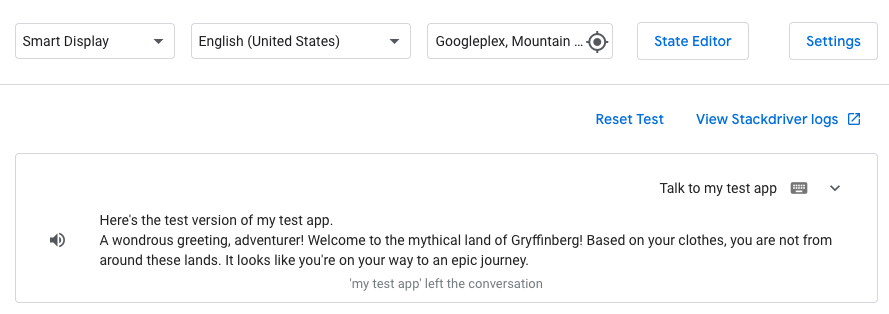 Smart Display
English (United States)
Googleplex, Mountain ...
State Editor
Settings
Reset Test
View Stackdriver logs
Talk to my test app
Here's the test version of my test app.
A wondrous greeting, adventurer! Welcome to the mythical land of Gryffinberg! Based on your clothes, you are not from
around these lands. It looks like you're on your way to an epic journey.
'my test app' left the conversation